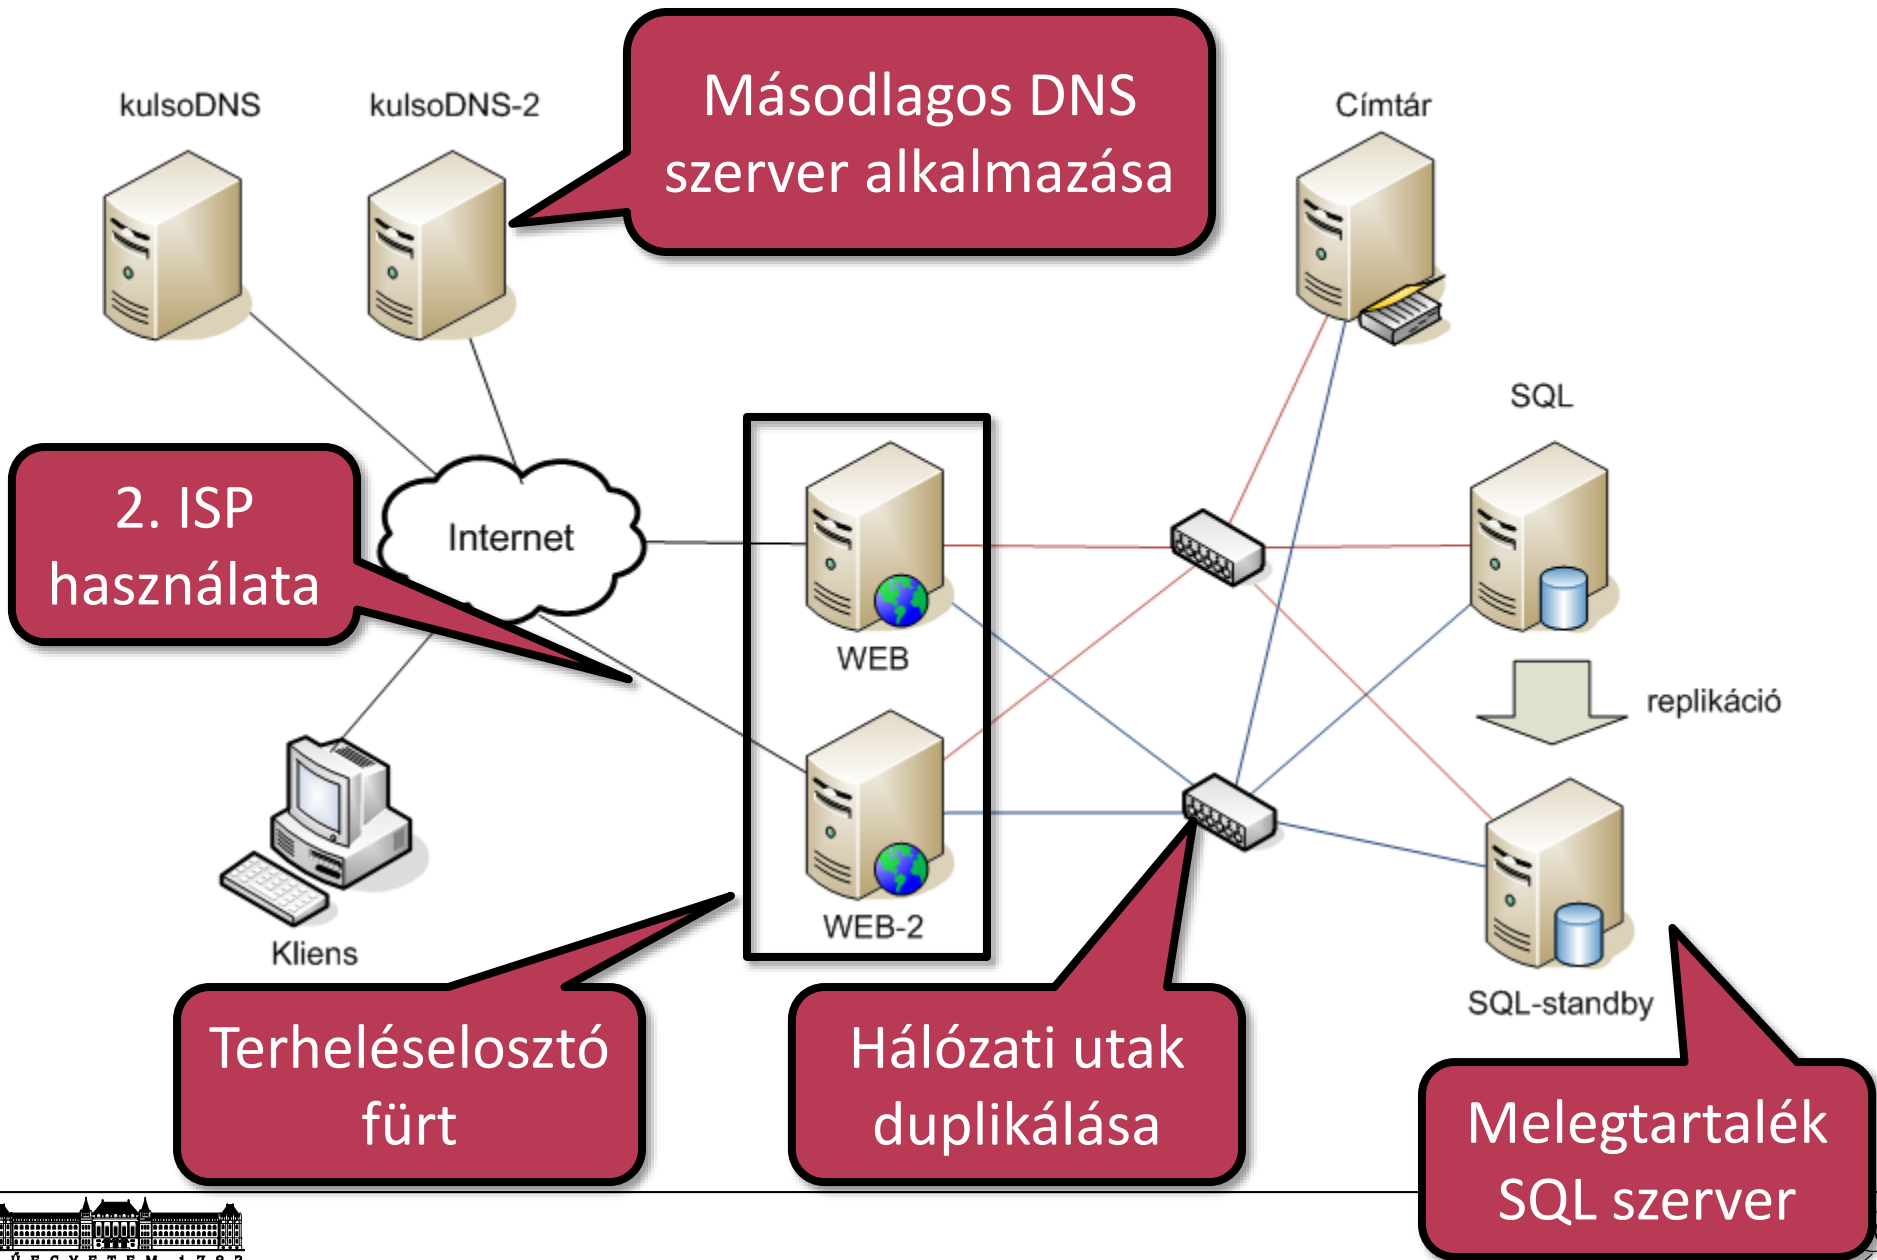 Másodlagos DNS
szerver alkalmazása
kulsoDNS
kulsoDNS-2
Címtár
SQL
2. ISP
használata
Internet
WEB
replikáció
WEB-2
Kliens
SQL-standby
Terheléselosztó
fürt
Hálózati utak
duplikálása
Melegtartalék
SQL szerver